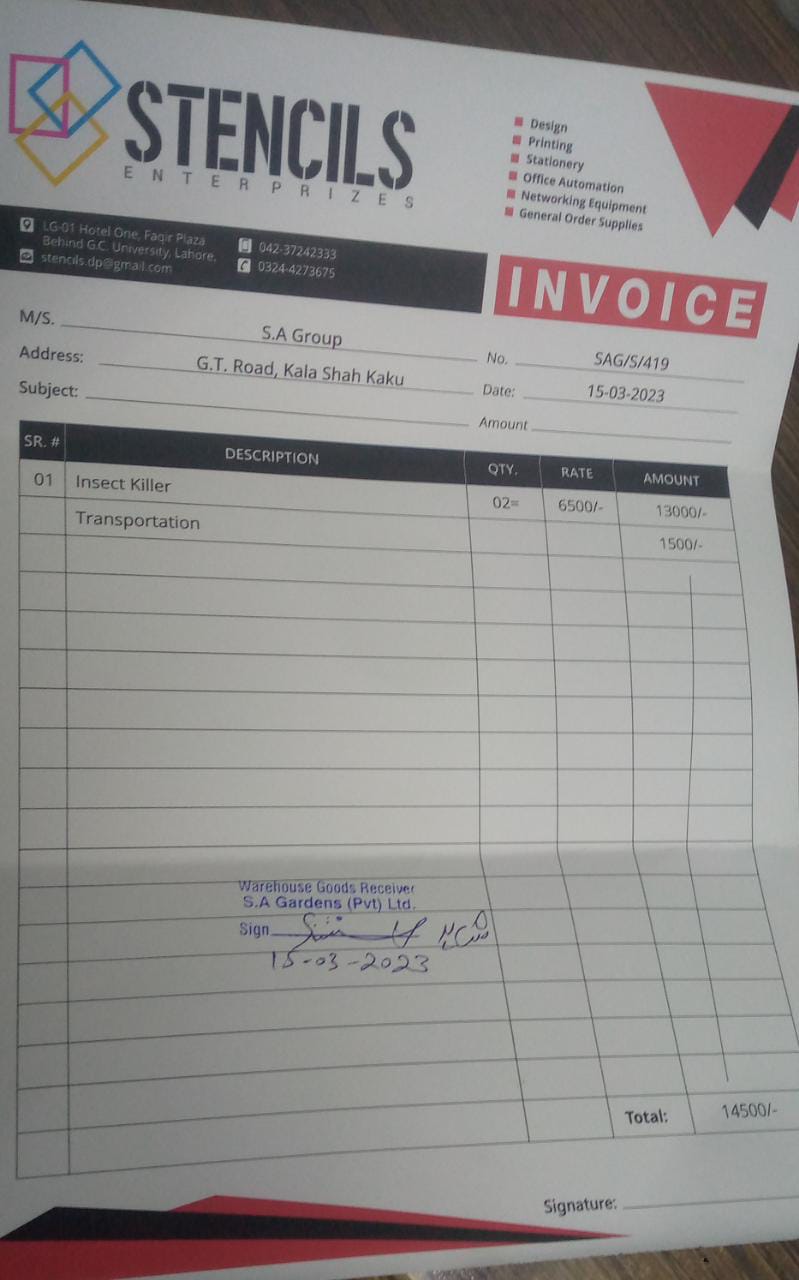 STENCILS
ENTERPRIZES
Design
Printing
Stationery
Office Automation
Networking Equipment
General Order Supplies
LG-01 Hotel One, Faqir Plaza
Behind G.C. University, Lahore,
stencils.dp@gmail.com
042-37242333
0324-4273675
INVOICE
M/S. S.A Group
Address: G.T. Road, Kala Shah Kaku
Subject:
No. SAG/S/419
Date: 15-03-2023
Amount
SR. # DESCRIPTION QTY. RATE AMOUNT
01 Insect Killer 02= 6500/- 13000/-
Transportation 1500/-
Warehouse Goods Receiver
S.A Gardens (Pvt) Ltd.
Sign
15-03-2023
Total: 14500/-
Signature: